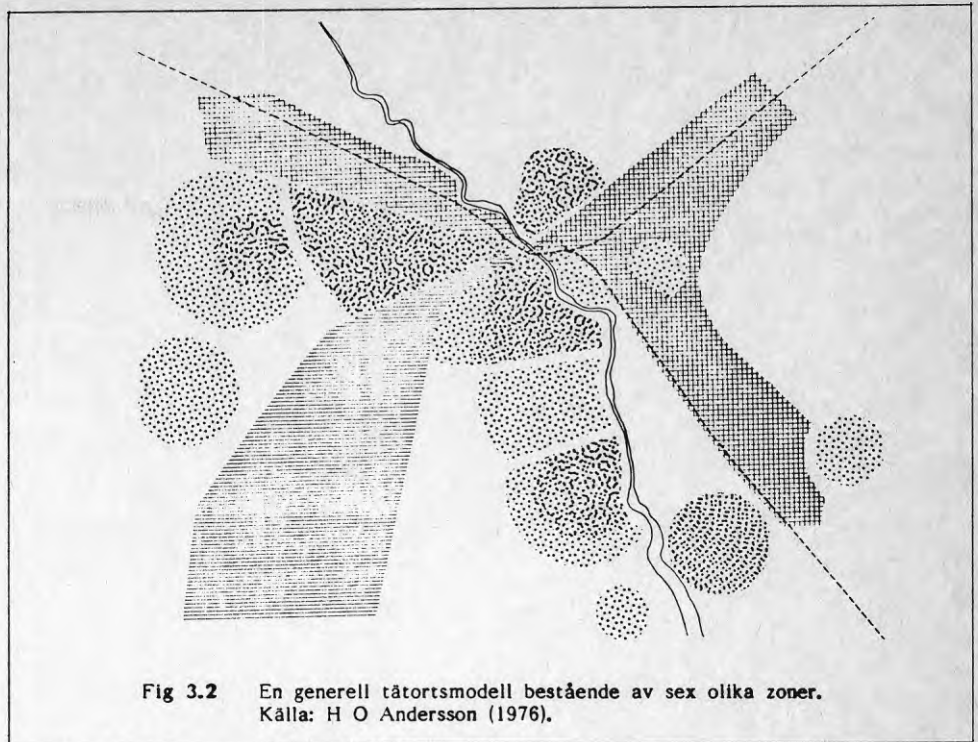 Fig 3.2 En generell tätortsmodell bestående av sex olika zoner.
Källa: H O Andersson (1976).